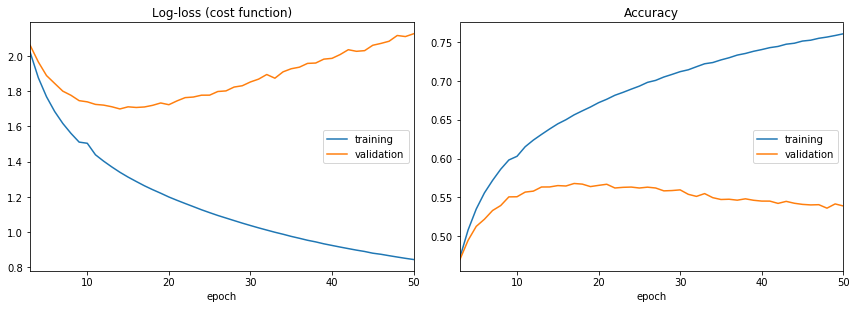 Log-loss (cost function)
2.0
1.8
1.6
1.4
1.2
1.0
0.8
training
validation
10
20
30
40
50
epoch
Accuracy
0.75
0.70
0.65
0.60
0.55
0.50
training
validation
10
20
30
40
50
epoch